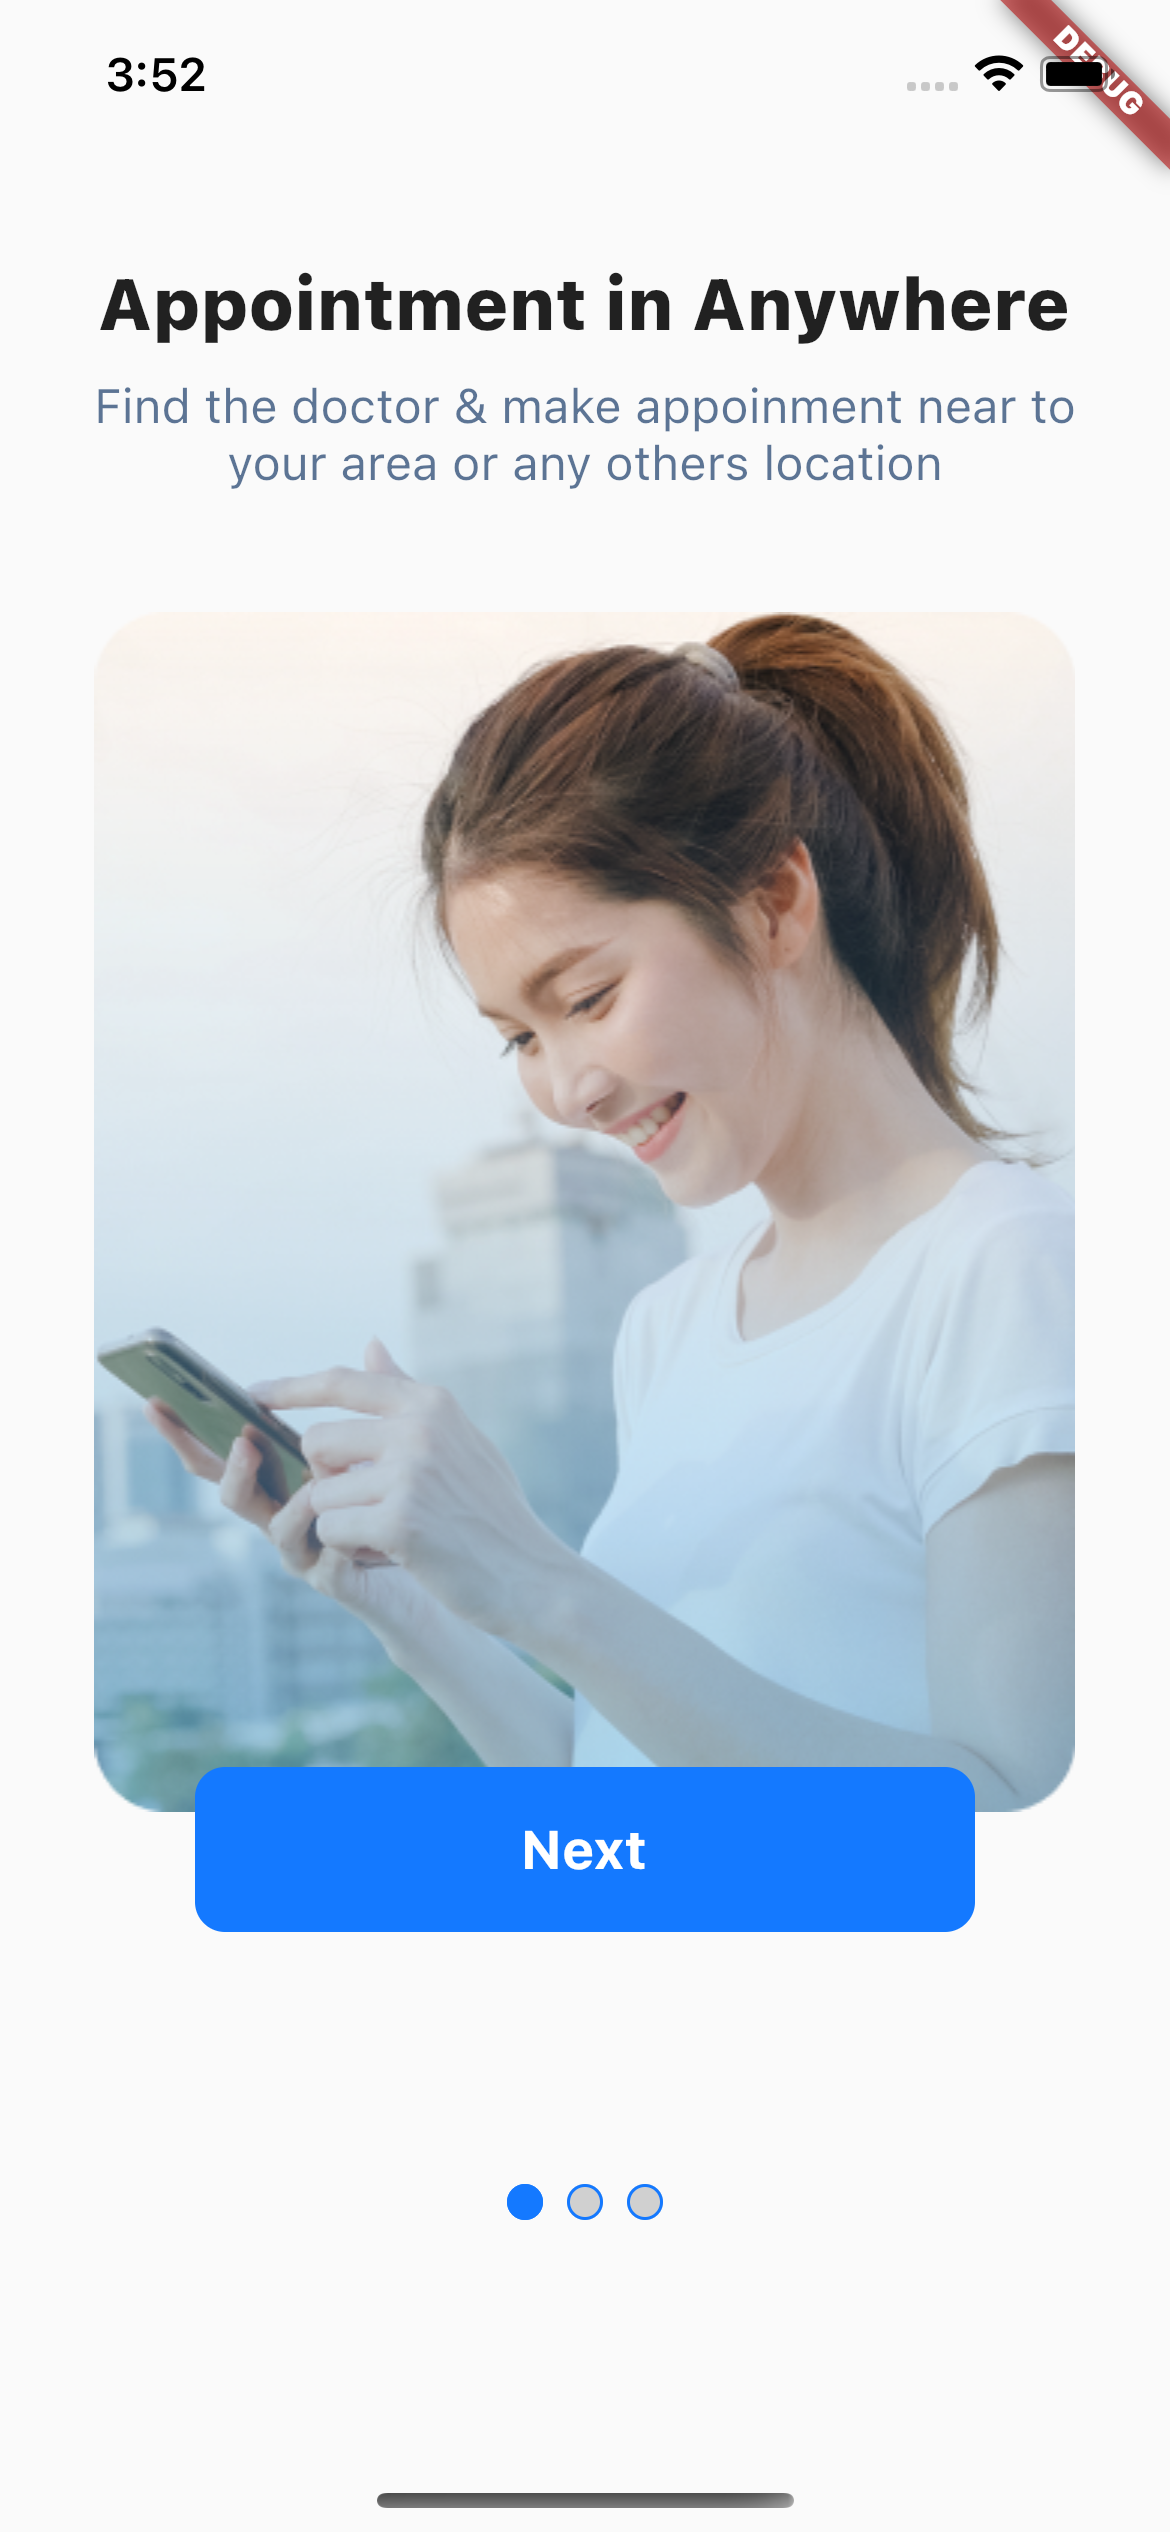 3:52
DEBUG
Appointment in Anywhere
Find the doctor & make appoinment near to
your area or any others location
Next